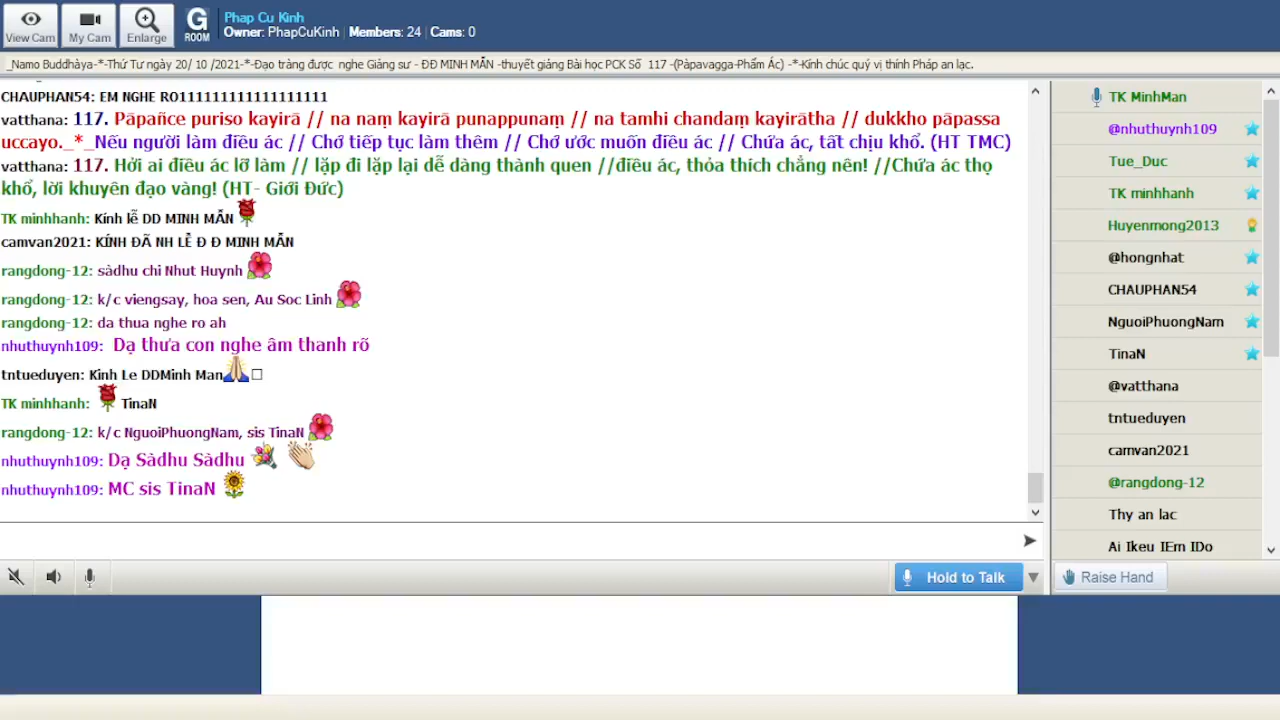 View Cam
My Cam
Enlarge
G
ROOM
Phap Cu Kinh
Owner: PhapCuKinh | Members: 24 | Cams: 0
_Namo Buddhàya-*-Thứ Tư ngày 20/ 10 /2021-*-Đạo tràng được nghe Giảng sư - ĐĐ MINH MẪN -thuyết giảng Bài học PCK Số 117 -(Pàpavagga-Phẩm Ác) -*-Kính chúc quý vị thính Pháp an lạc.
CHAUPHAN54: EM NGHE RO111111111111111111
vatthana: 117. Pāpañce puriso kayirā // na naṃ kayirā punappunaṃ // na tamhi chandaṃ kayirātha // dukkho pāpassa
uccayo._*_Nếu người làm điều ác // Chớ tiếp tục làm thêm // Chớ ước muốn điều ác // Chứa ác, tất chịu khổ. (HT TMC)
vatthana: 117. Hởi ai điều ác lỡ làm // lặp đi lặp lại dễ dàng thành quen //điều ác, thỏa thích chẳng nên! //Chứa ác thọ
khổ, lời khuyên đạo vàng! (HT- Giới Đức)
TK minhhanh: Kính lễ DD MINH MẪN
camvan2021: KÍNH ĐÃ NH LỄ Đ Đ MINH MẪN
rangdong-12: sàdhu chi Nhut Huynh
rangdong-12: k/c viengsay, hoa sen, Au Soc Linh
rangdong-12: da thua nghe ro ah
nhuthuynh109: Dạ thưa con nghe âm thanh rõ
tntueduyen: Kinh Le DDMinh Man
TK minhhanh: TinaN
rangdong-12: k/c NguoiPhuongNam, sis TinaN
nhuthuynh109: Dạ Sàdhu Sàdhu
nhuthuynh109: MC sis TinaN
Hold to Talk
TK MinhMan
@nhuthuynh109
Tue_Duc
TK minhhanh
Huyenmong2013
@hongnhat
CHAUPHAN54
NguoiPhuongNam
TinaN
@vatthana
tntueduyen
camvan2021
@rangdong-12
Thy an lac
Ai Ikeu IEm IDo
Raise Hand